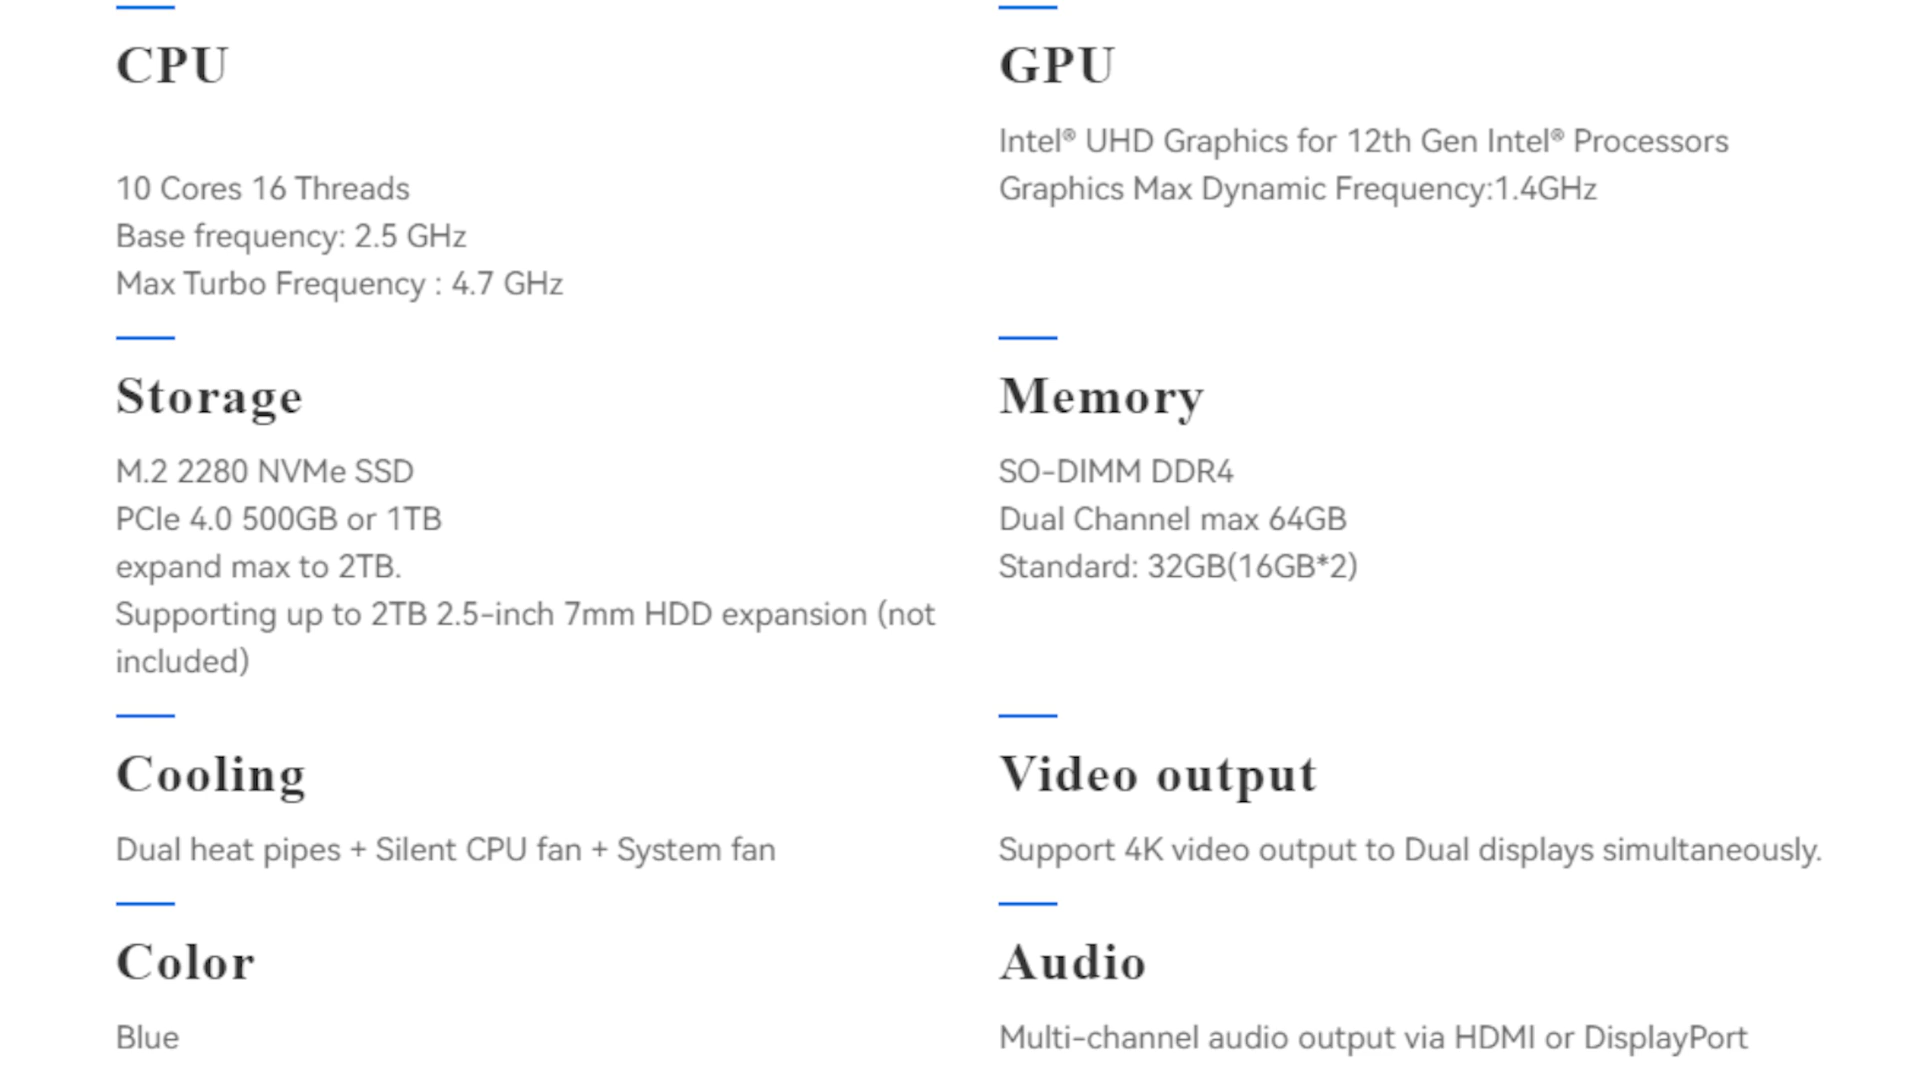 CPU
10 Cores 16 Threads
Base frequency: 2.5 GHz
Max Turbo Frequency : 4.7 GHz
GPU
Intel® UHD Graphics for 12th Gen Intel® Processors
Graphics Max Dynamic Frequency:1.4GHz
Storage
M.2 2280 NVMe SSD
PCIe 4.0 500GB or 1TB
expand max to 2TB.
Supporting up to 2TB 2.5-inch 7mm HDD expansion (not
included)
Memory
SO-DIMM DDR4
Dual Channel max 64GB
Standard: 32GB(16GB*2)
Cooling
Dual heat pipes + Silent CPU fan + System fan
Video output
Support 4K video output to Dual displays simultaneously.
Color
Blue
Audio
Multi-channel audio output via HDMI or DisplayPort